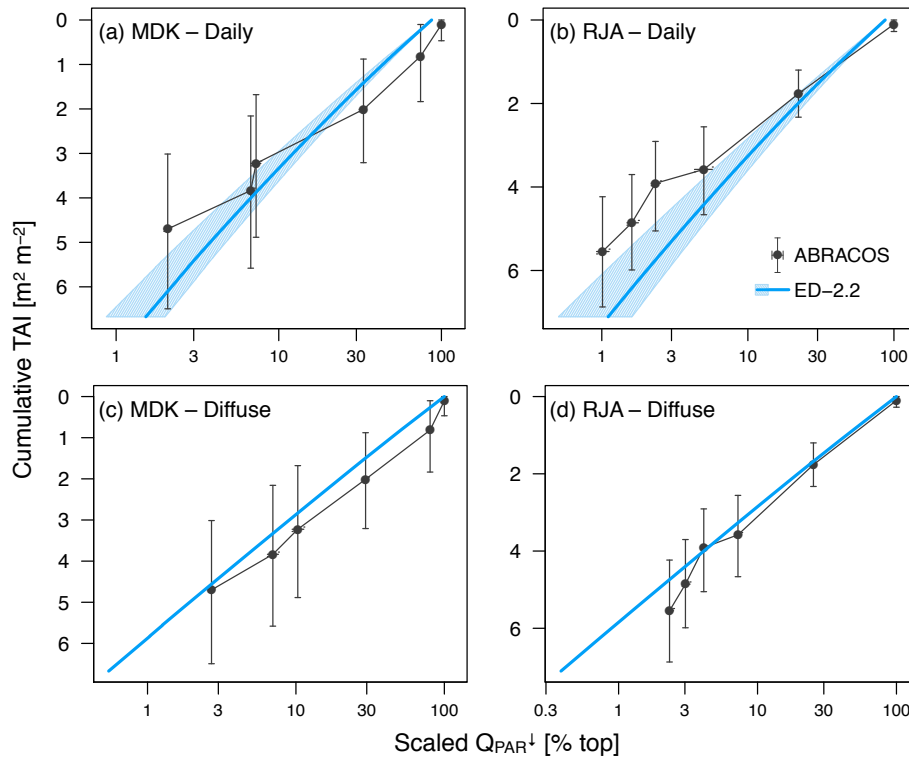 (a) MDK – Daily
0
1
2
3
4
5
6
1 3 10 30 100
(b) RJA – Daily
0
2
4
6
ABRACOS
ED−2.2
1 3 10 30 100
(c) MDK – Diffuse
0
1
2
3
4
5
6
1 3 10 30 100
(d) RJA – Diffuse
0
2
4
6
0.3 1 3 10 30 100
Cumulative TAI [m² m⁻²]
Scaled QPAR↓ [% top]